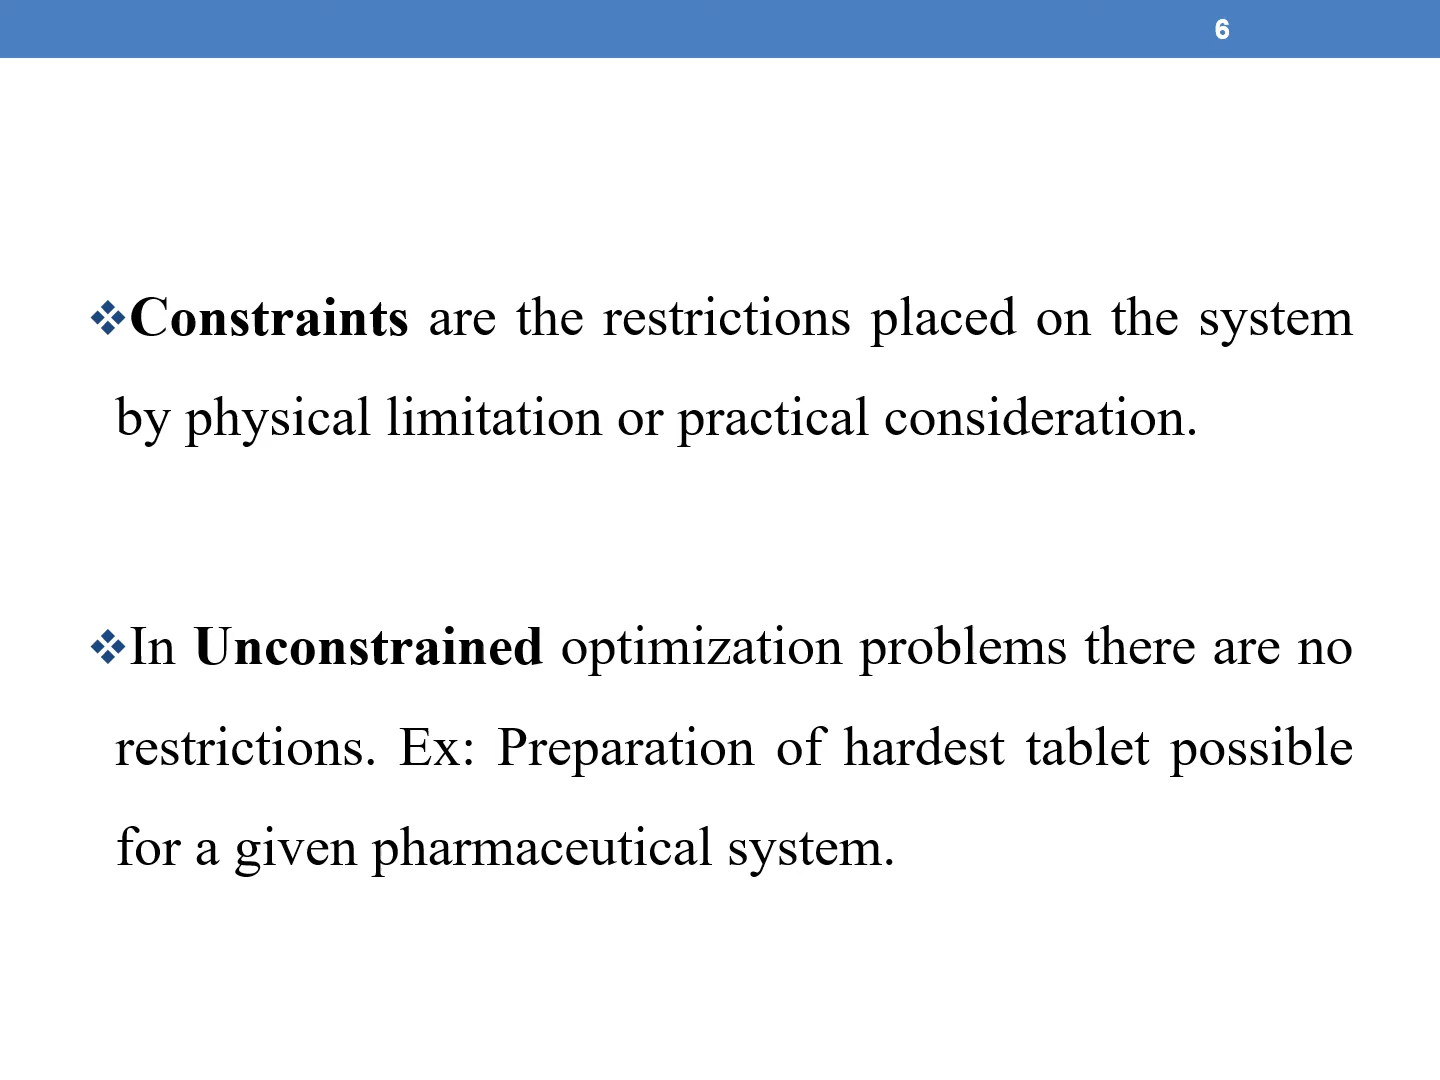 6
❖Constraints are the restrictions placed on the system
by physical limitation or practical consideration.
❖In Unconstrained optimization problems there are no
restrictions. Ex: Preparation of hardest tablet possible
for a given pharmaceutical system.